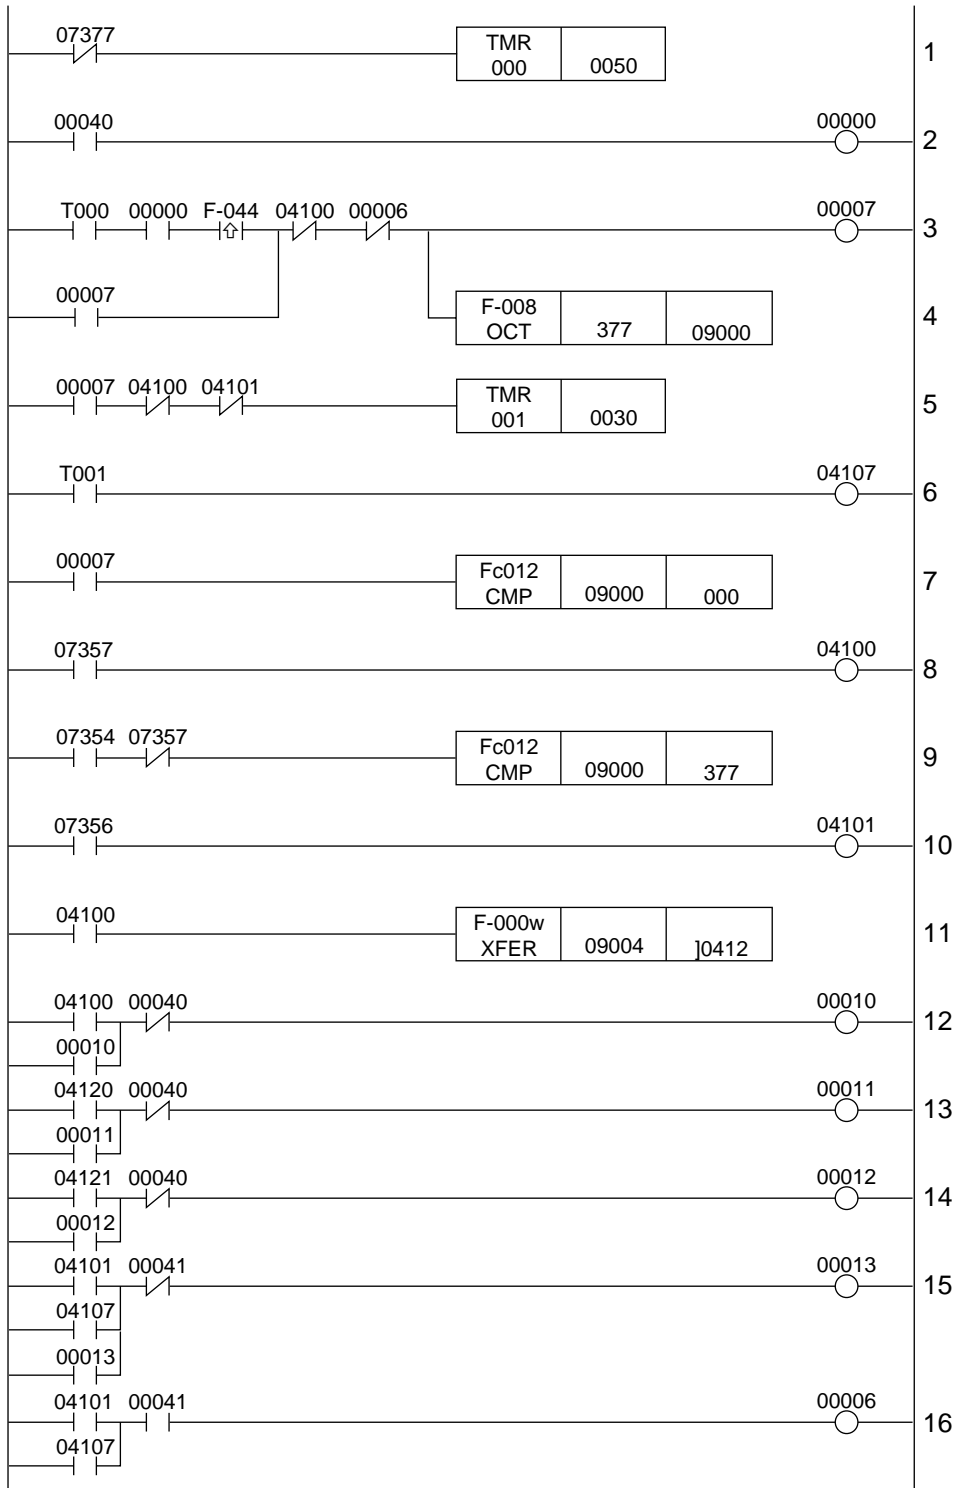 07377
TMR
000 0050
1
00040 00000
2
T000 00000 F-044 04100 00006 00007
3
00007
F-008
OCT 377 09000
4
00007 04100 04101
TMR
001 0030
5
T001 04107
6
00007
Fc012
CMP 09000 000
7
07357 04100
8
07354 07357
Fc012
CMP 09000 377
9
07356 04101
10
04100
F-000w
XFER 09004 ]0412
11
04100 00040 00010
12
00010
04120 00040 00011
13
00011
04121 00040 00012
14
00012
04101 00041 00013
15
04107
00013
04101 00041 00006
16
04107